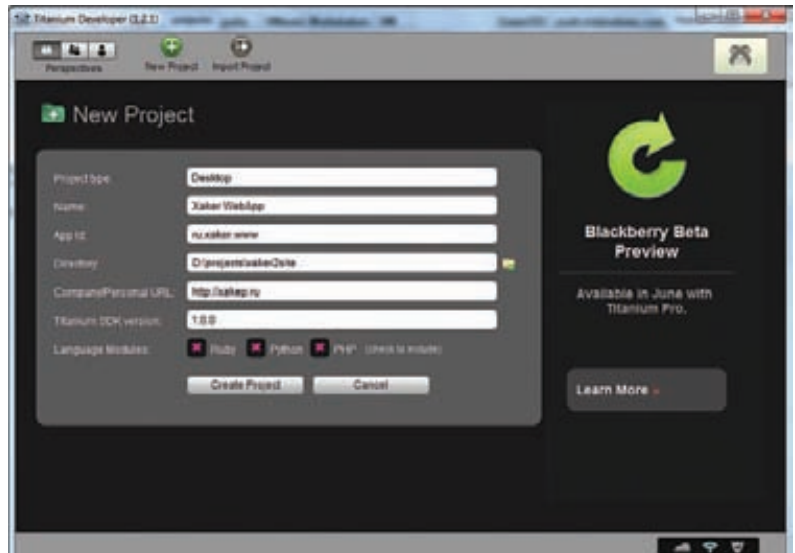 Titanium Developer (1.2.1)
Perspectives
New Project
Import Project
New Project
Project type:
Desktop
Name:
Xaker WebApp
App Id:
ru.xaker.www
Directory:
D:\projects\xaker2site
Company/Personal URL:
http://xakep.ru
Titanium SDK version:
1.0.0
Language Modules:
Ruby
Python
PHP
(check to include)
Create Project
Cancel
Blackberry Beta
Preview
Available in June with
Titanium Pro.
Learn More